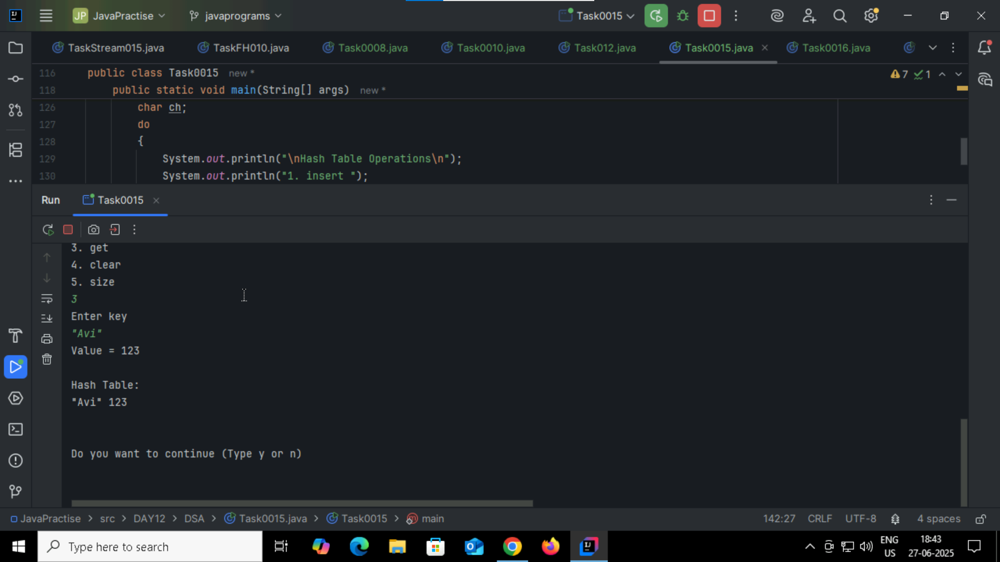 JP JavaPractise
javaprograms
Task0015
TaskStream015.java
TaskFH010.java
Task0008.java
Task0010.java
Task012.java
Task0015.java
Task0016.java
116 public class Task0015 new *
118 public static void main(String[] args) new *
7 1
126 char ch;
127 do
128 {
129 System.out.println("\nHash Table Operations\n");
130 System.out.println("1. insert ");
Run Task0015
3. get
4. clear
5. size
3
Enter key
"Avi"
Value = 123
Hash Table:
"Avi" 123
Do you want to continue (Type y or n)
JavaPractise > src > DAY12 > DSA > Task0015.java > Task0015 > main
142:27 CRLF UTF-8 4 spaces
Type here to search
ENG
US
18:43
27-06-2025